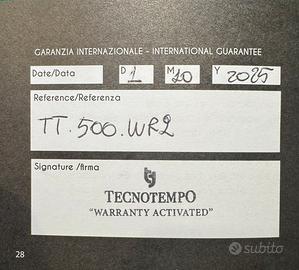 GARANZIA INTERNAZIONALE - INTERNATIONAL GUARANTEE
Date/Data D 1 M 10 Y 2025
Reference/Referenza
TT.500.WR2
Signature/firma
TECNOTEMPO
"WARRANTY ACTIVATED"
28
subito